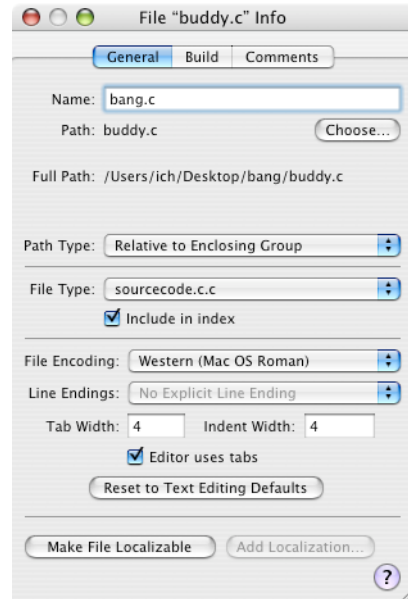 File “buddy.c” Info
General Build Comments
Name: bang.c
Path: buddy.c Choose...
Full Path: /Users/ich/Desktop/bang/buddy.c
Path Type: Relative to Enclosing Group
File Type: sourcecode.c.c
Include in index
File Encoding: Western (Mac OS Roman)
Line Endings: No Explicit Line Ending
Tab Width: 4 Indent Width: 4
Editor uses tabs
Reset to Text Editing Defaults
Make File Localizable Add Localization...
?